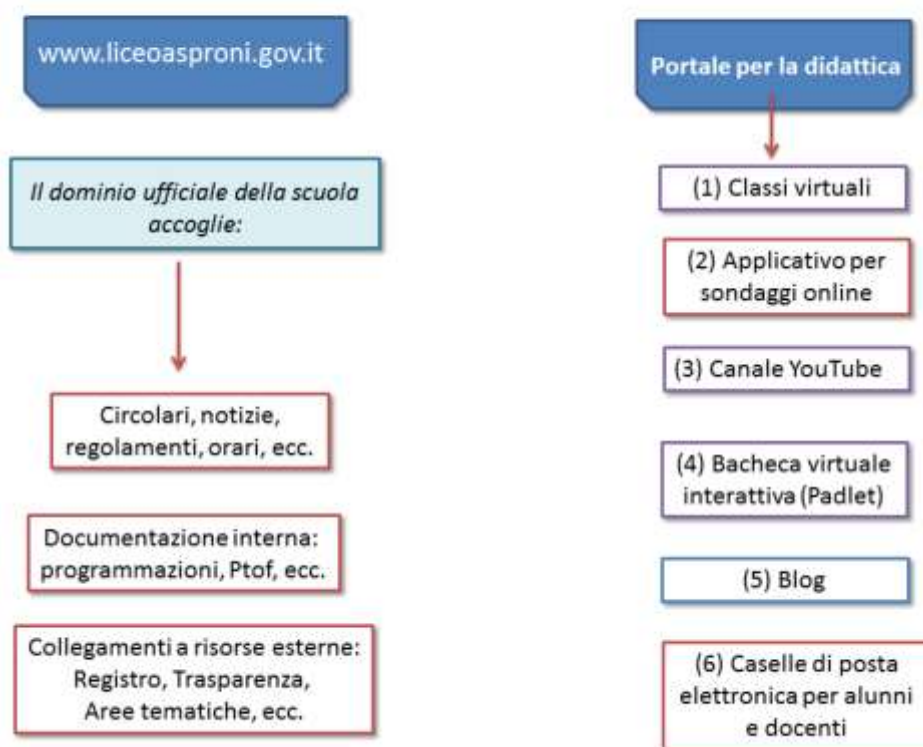 www.liceoasproni.gov.it
Il dominio ufficiale della scuola
accoglie:
Circolari, notizie,
regolamenti, orari, ecc.
Documentazione interna:
programmazioni, Ptof, ecc.
Collegamenti a risorse esterne:
Registro, Trasparenza,
Aree tematiche, ecc.
Portale per la didattica
(1) Classi virtuali
(2) Applicativo per
sondaggi online
(3) Canale YouTube
(4) Bacheca virtuale
interattiva (Padlet)
(5) Blog
(6) Caselle di posta
elettronica per alunni
e docenti